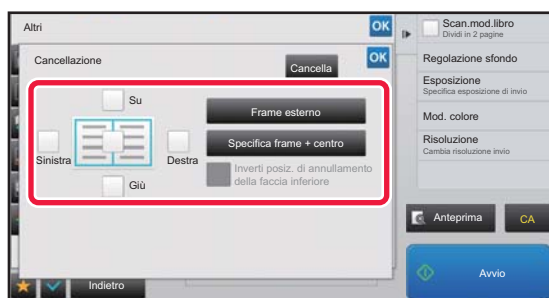 Altri
OK
Cancellazione
Cancella
OK
Su
Sinistra
Destra
Giù
Frame esterno
Specifica frame + centro
Inverti posiz. di annullamento
della faccia inferiore
Indietro
Scan.mod.libro
Dividi in 2 pagine
Regolazione sfondo
Esposizione
Specifica esposizione di invio
Mod. colore
Risoluzione
Cambia risoluzione invio
Anteprima
CA
Avvio